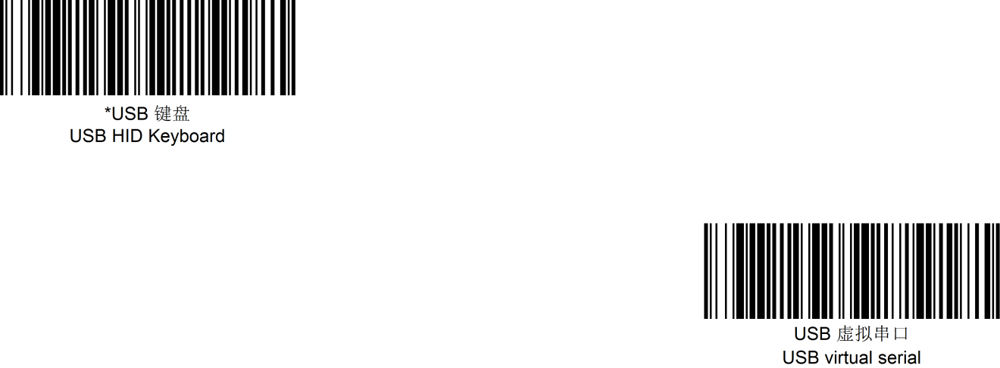 *USB 键盘
USB HID Keyboard
USB 虚拟串口
USB virtual serial